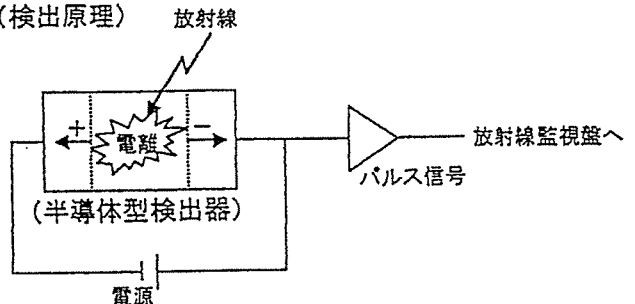 (検出原理)
放射線
+
電離
−
放射線監視盤へ
パルス信号
(半導体型検出器)
電源